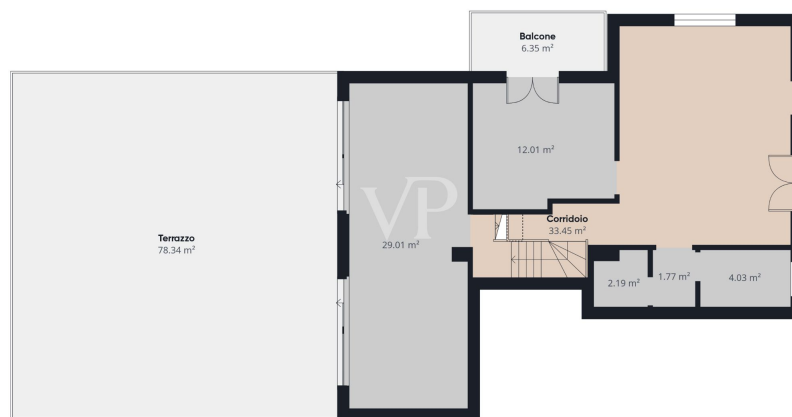 Balcone
6.35 m²
12.01 m²
VP
Corridoio
33.45 m²
Terrazzo
78.34 m²
29.01 m²
2.19 m²
1.77 m²
4.03 m²